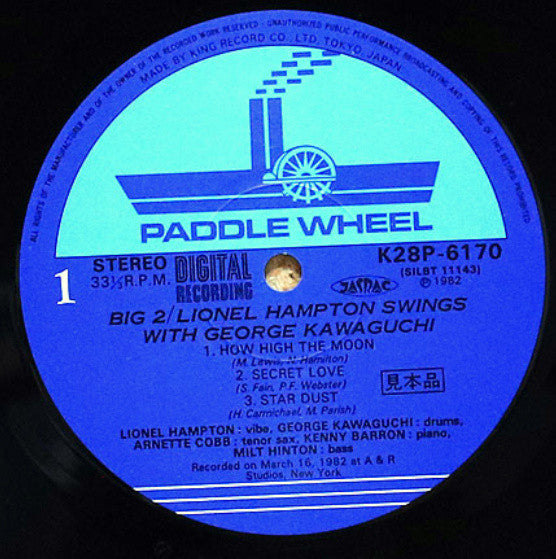 ALL RIGHTS OF THE MANUFACTURER AND OF THE OWNER OF THE RECORDED WORK RESERVED · UNAUTHORIZED PUBLIC PERFORMANCE BROADCASTING AND COPYING OF THIS RECORD PROHIBITED
MADE BY KING RECORD CO., LTD, TOKYO, JAPAN
PADDLE WHEEL
1
STEREO
33⅓ R.P.M.
DIGITAL
RECORDING
JASRAC
K28P-6170
(SILBT 11143)
Ⓟ1982
BIG 2/LIONEL HAMPTON SWINGS
WITH GEORGE KAWAGUCHI
1. HOW HIGH THE MOON
(M. Lewis, N. Hamilton)
2. SECRET LOVE
(S. Fain, P.F. Webster)
3. STAR DUST
(H. Carmichael, M. Parish)
見本品
LIONEL HAMPTON : vibe, GEORGE KAWAGUCHI : drums,
ARNETTE COBB : tenor sax, KENNY BARRON : piano,
MILT HINTON : bass
Recorded on March 16, 1982 at A & R
Studios, New York